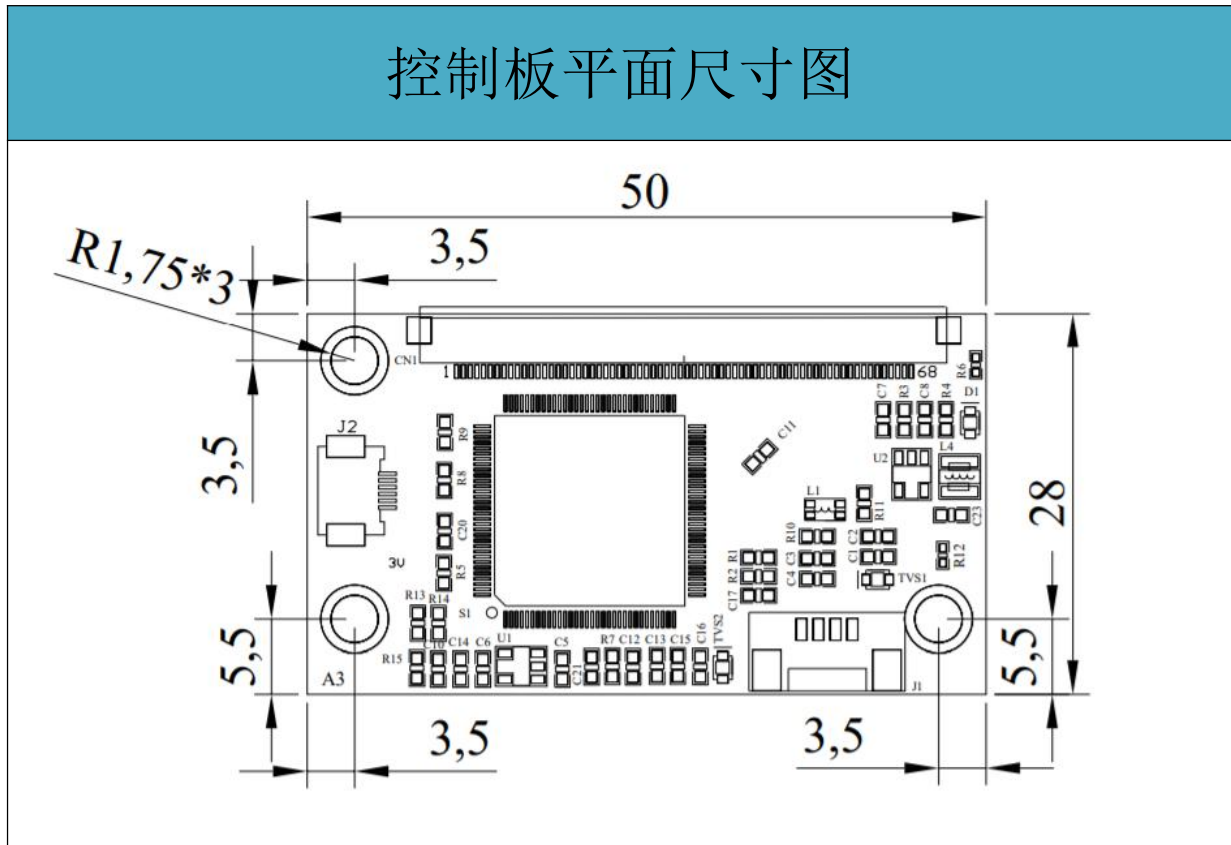 控制板平面尺寸图
50
R1,75*3
3,5
CN1
1
68
R6
C7
R3
C8
R4
D1
J2
R9
C11
3,5
R8
U2
L4
28
L1
R11
C23
C20
R10
C2
3V
R5
R1
C3
C1
R12
R2
C4
TVS1
C17
R13
R14
S1
5,5
R15
C10
C14
C6
U1
C5
C21
R7
C12
C13
C15
C16
TVS2
5,5
A3
J1
3,5
3,5